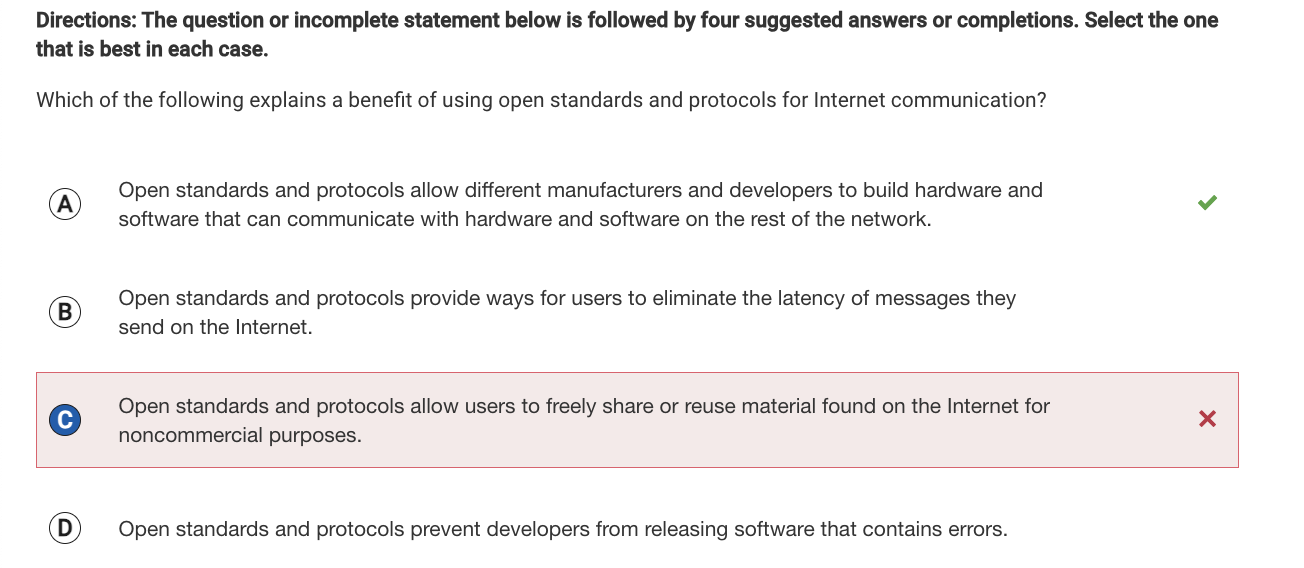 Directions: The question or incomplete statement below is followed by four suggested answers or completions. Select the one
that is best in each case.
Which of the following explains a benefit of using open standards and protocols for Internet communication?
A
Open standards and protocols allow different manufacturers and developers to build hardware and
software that can communicate with hardware and software on the rest of the network.
B
Open standards and protocols provide ways for users to eliminate the latency of messages they
send on the Internet.
C
Open standards and protocols allow users to freely share or reuse material found on the Internet for
noncommercial purposes.
D
Open standards and protocols prevent developers from releasing software that contains errors.